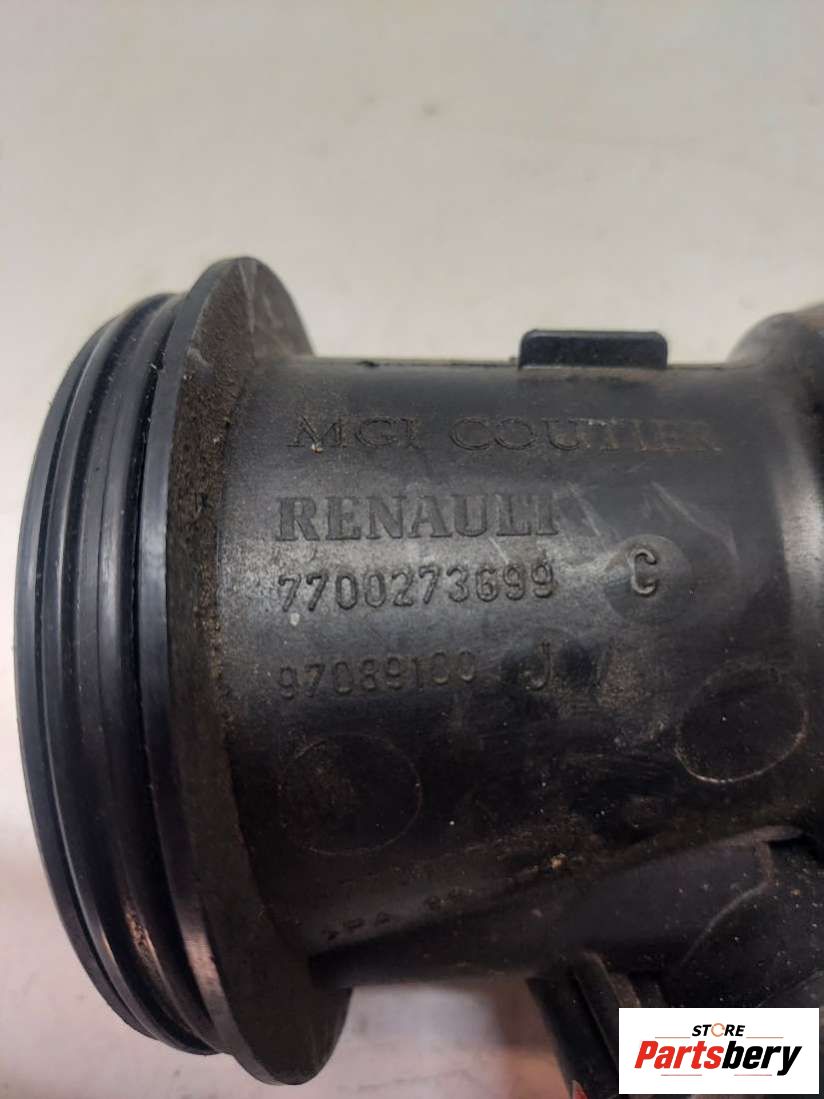 MGI COUTIER
RENAULT
7700273699 C
97089100 J
STORE
Partsbery